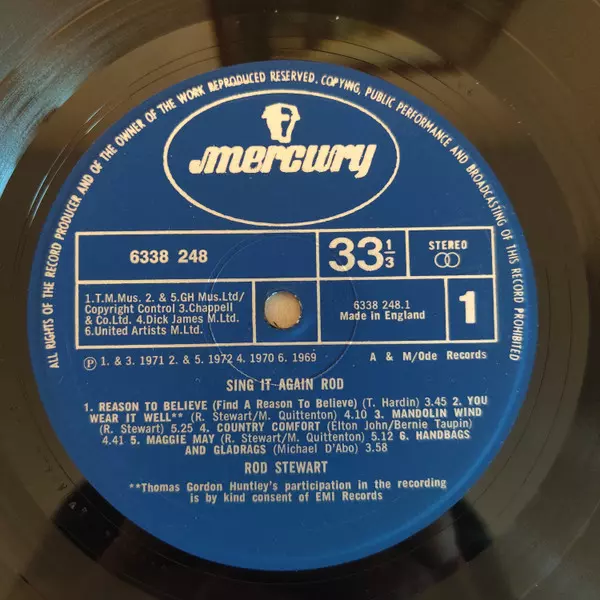 ALL RIGHTS OF THE RECORD PRODUCER AND OF THE OWNER OF THE WORK REPRODUCED RESERVED. COPYING, PUBLIC PERFORMANCE AND BROADCASTING OF THIS RECORD PROHIBITED
mercury
6338 248
33 1/3
STEREO
1.T.M.Mus. 2. & 5.GH Mus.Ltd/
Copyright Control 3.Chappell
& Co.Ltd. 4.Dick James M.Ltd.
6.United Artists M.Ltd.
6338 248.1
Made in England
1
Ⓟ 1. & 3. 1971 2. & 5. 1972 4. 1970 6. 1969
A & M/Ode Records
SING IT AGAIN ROD
1. REASON TO BELIEVE (Find A Reason To Believe) (T. Hardin) 3.45 2. YOU
WEAR IT WELL** (R. Stewart/M. Quittenton) 4.10 3. MANDOLIN WIND
(R. Stewart) 5.25 4. COUNTRY COMFORT (Elton John/Bernie Taupin)
4.41 5. MAGGIE MAY (R. Stewart/M. Quittenton) 5.12 6. HANDBAGS
AND GLADRAGS (Michael D'Abo) 3.58
ROD STEWART
**Thomas Gordon Huntley's participation in the recording
is by kind consent of EMI Records